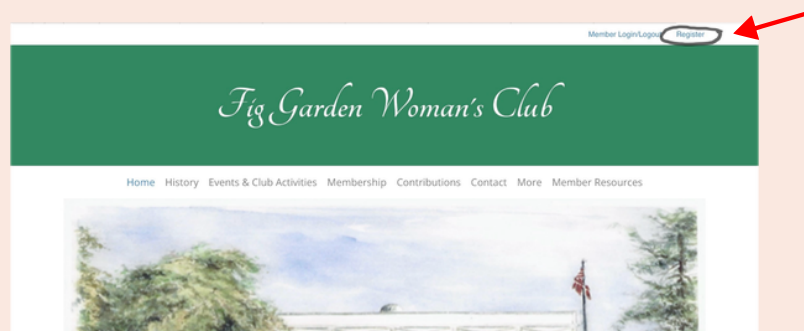 Member Login/Logout Register
Fig Garden Woman's Club
Home History Events & Club Activities Membership Contributions Contact More Member Resources